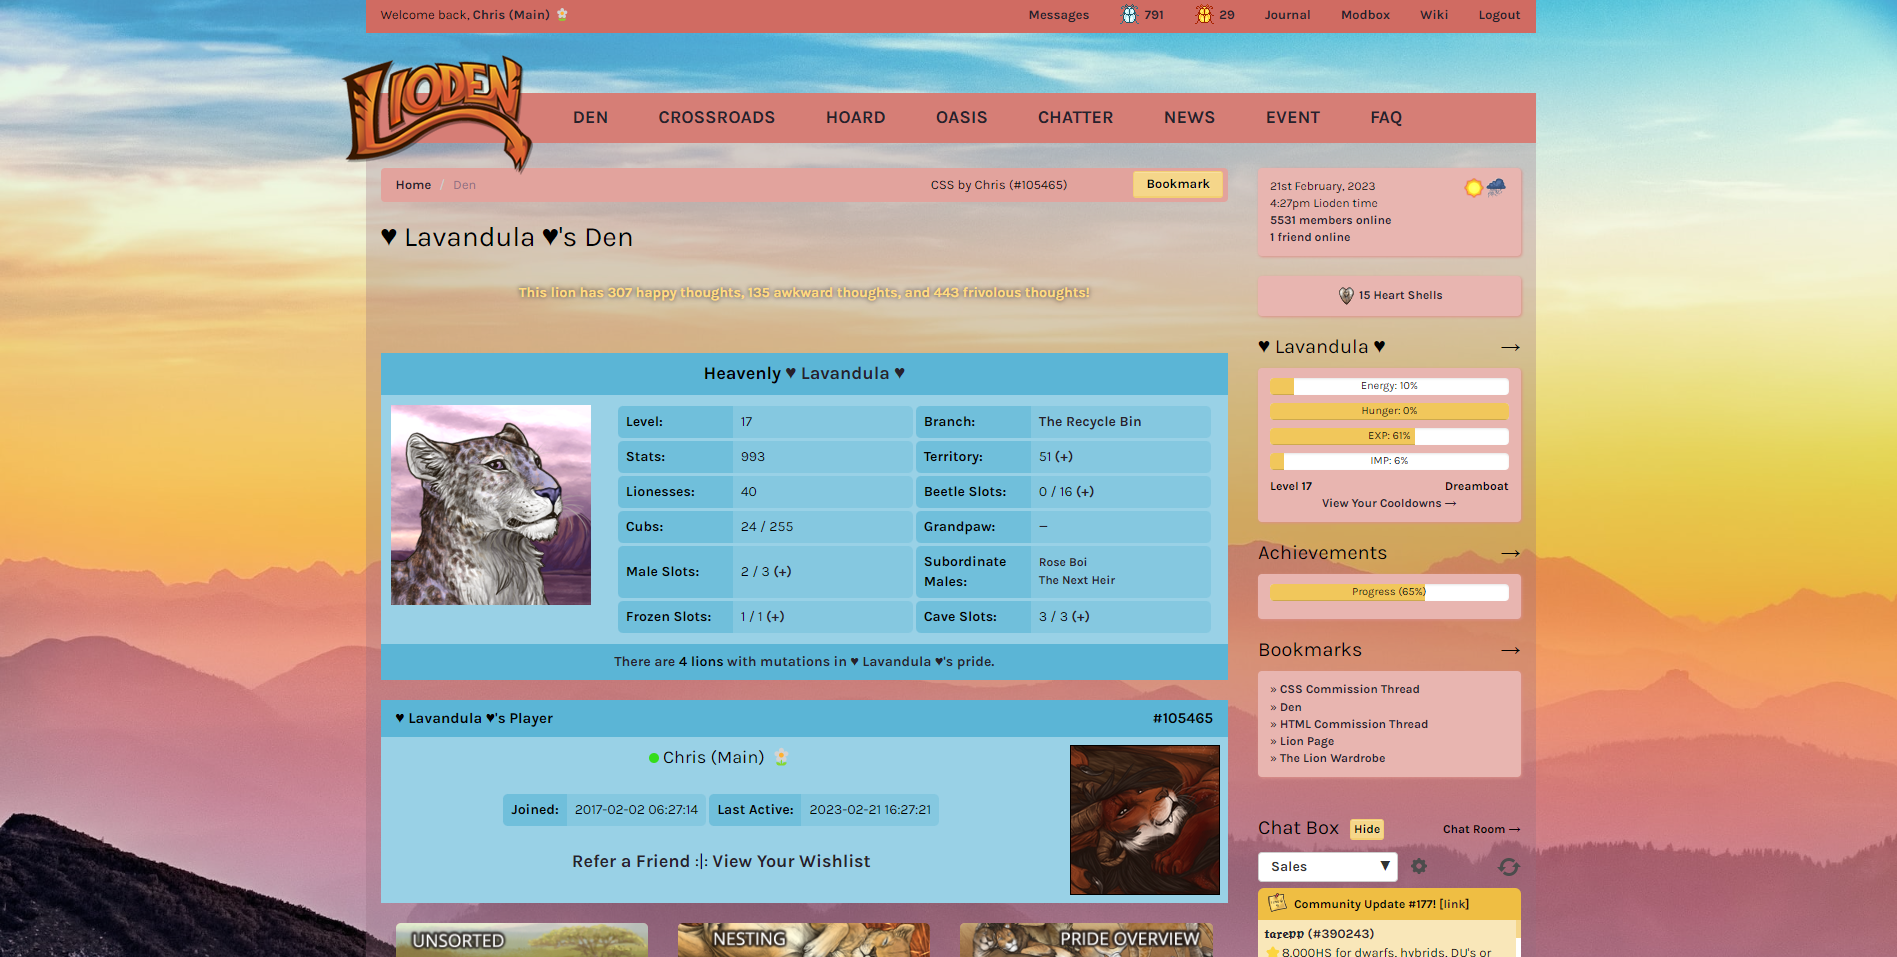 Welcome back, Chris (Main)
Messages 791 29 Journal Modbox Wiki Logout
LIODEN
DEN CROSSROADS HOARD OASIS CHATTER NEWS EVENT FAQ
Home / Den CSS by Chris (#105465) Bookmark
♥ Lavandula ♥'s Den
This lion has 307 happy thoughts, 135 awkward thoughts, and 443 frivolous thoughts!
Heavenly ♥ Lavandula ♥
Level: 17 Branch: The Recycle Bin
Stats: 993 Territory: 51 (+)
Lionesses: 40 Beetle Slots: 0 / 16 (+)
Cubs: 24 / 255 Grandpaw: —
Male Slots: 2 / 3 (+) Subordinate Males: Rose Boi
The Next Heir
Frozen Slots: 1 / 1 (+) Cave Slots: 3 / 3 (+)
There are 4 lions with mutations in ♥ Lavandula ♥'s pride.
♥ Lavandula ♥'s Player #105465
Chris (Main)
Joined: 2017-02-02 06:27:14 Last Active: 2023-02-21 16:27:21
Refer a Friend :|: View Your Wishlist
UNSORTED NESTING PRIDE OVERVIEW
21st February, 2023
4:27pm Lioden time
5531 members online
1 friend online
15 Heart Shells
♥ Lavandula ♥ →
Energy: 10%
Hunger: 0%
EXP: 61%
IMP: 6%
Level 17 Dreamboat
View Your Cooldowns →
Achievements →
Progress (65%)
Bookmarks →
» CSS Commission Thread
» Den
» HTML Commission Thread
» Lion Page
» The Lion Wardrobe
Chat Box Hide Chat Room →
Sales ▼
Community Update #177! [link]
𝔱𝔞𝔯𝔢𝔭𝔭 (#390243)
8,000HS for dwarfs, hybrids, DU's or